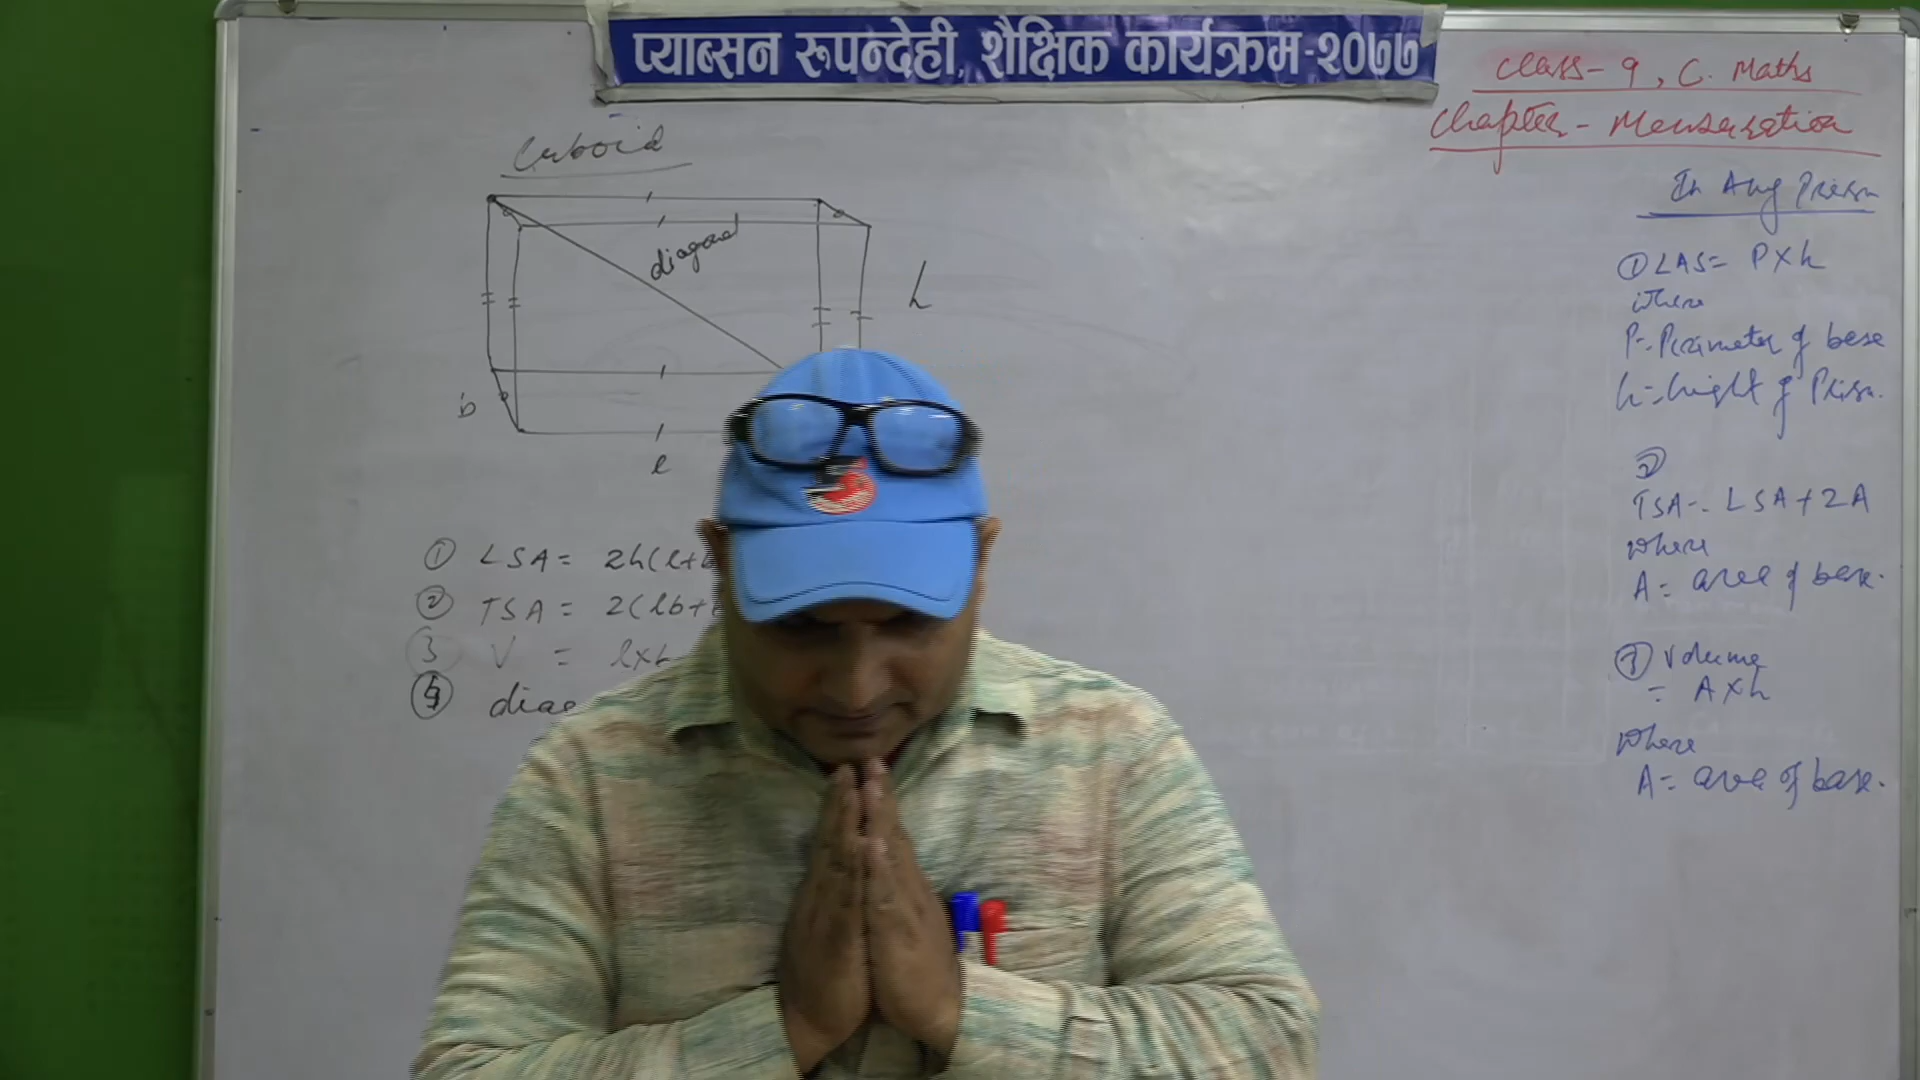 प्याब्सन रूपन्देही, शैक्षिक कार्यक्रम-२०७७
Class-9, C. Maths
Chapter - Mensuration
Cuboid
diagonal
h
b
l
① LSA = 2h(l+
② TSA = 2(lb+
3 V = l×
④ diag
In Any Prism
① LAS = P×h
where
P = Perimeter of base
h = hight of Prism.
②
TSA = LSA+2A
where
A = area of base.
Volume
= A×h
where
A = area of base.